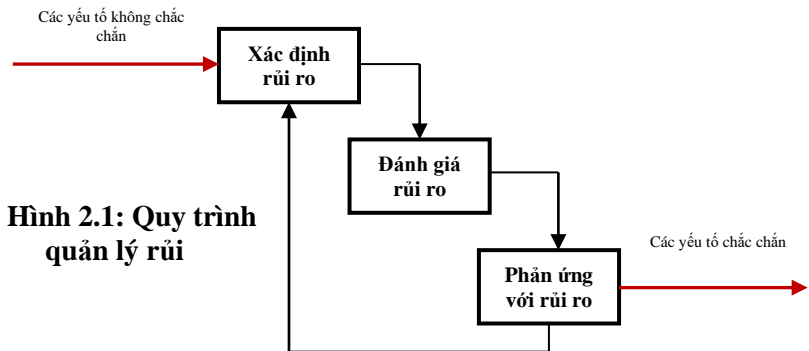 Các yếu tố không chắc
chắn
Xác định
rủi ro
Đánh giá
rủi ro
Hình 2.1: Quy trình
quản lý rủi
Các yếu tố chắc chắn
Phản ứng
với rủi ro